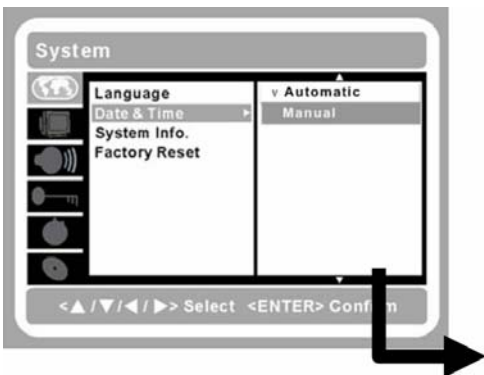 System
Language
Date & Time
System Info.
Factory Reset
v Automatic
Manual
<▲/▼/◀/▶> Select <ENTER> Confirm